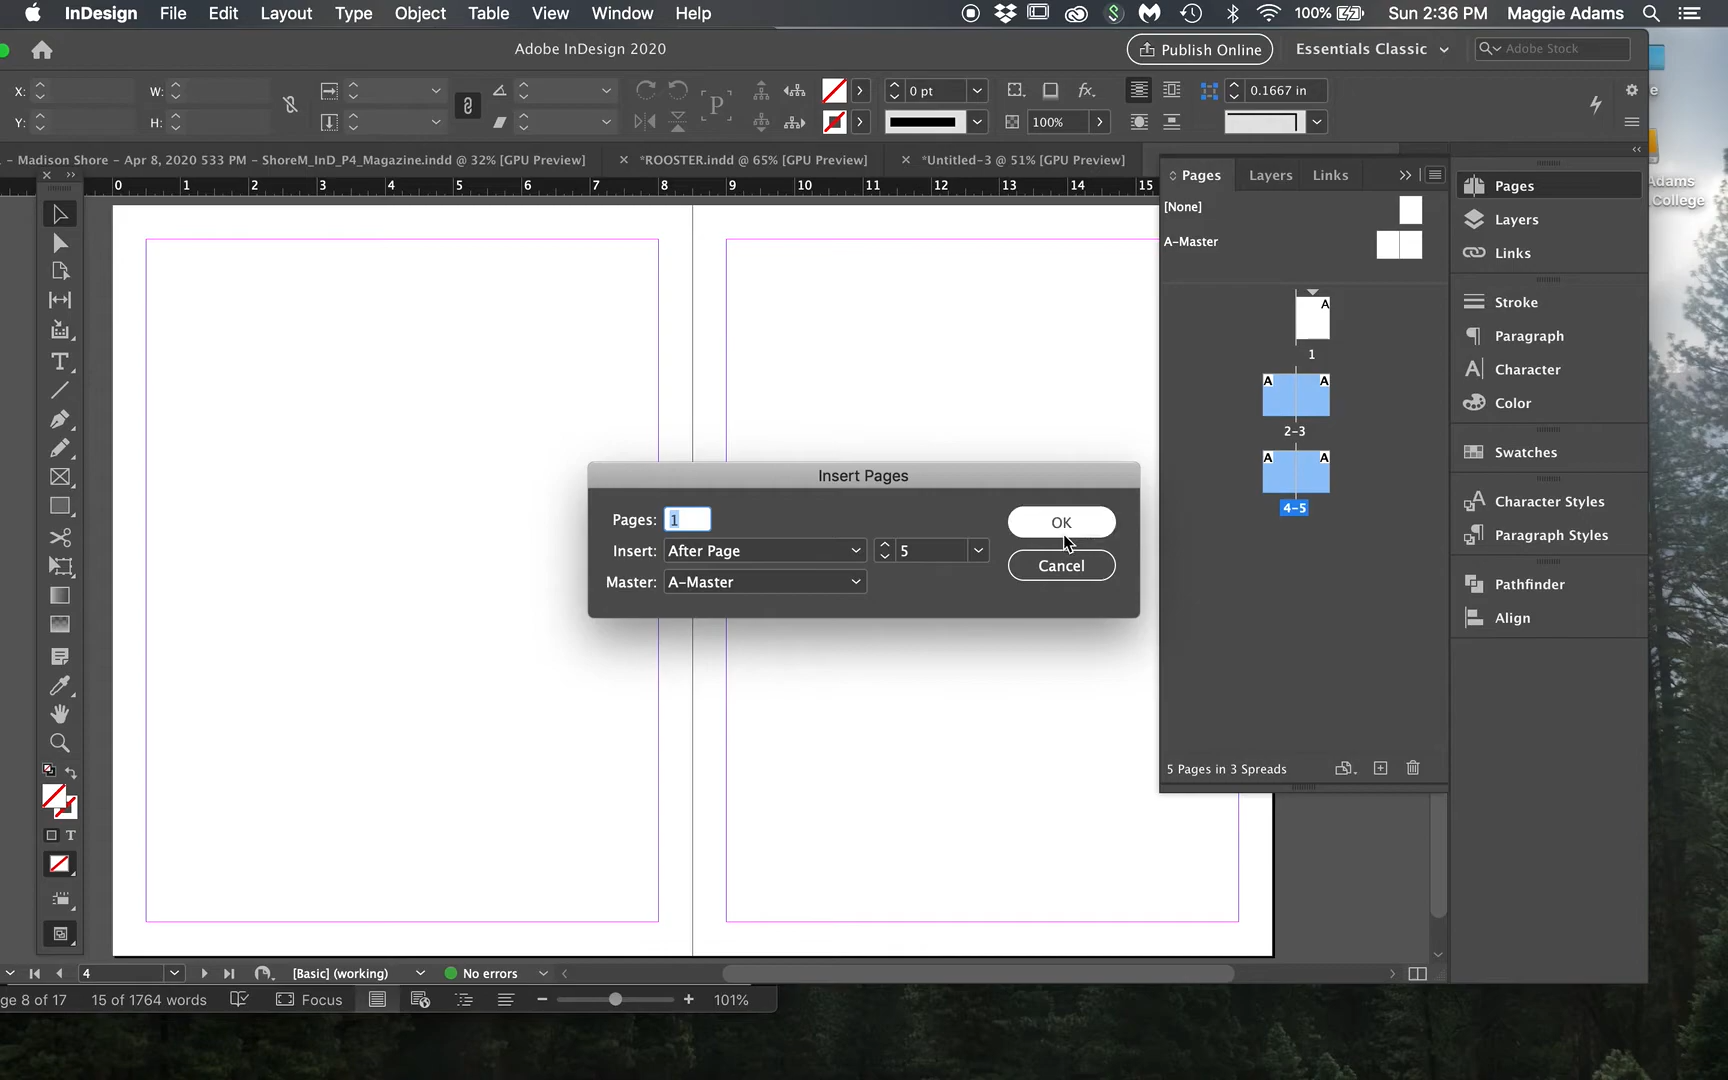 InDesign File Edit Layout Type Object Table View Window Help 100% Sun 2:36 PM Maggie Adams
Adobe InDesign 2020 Publish Online Essentials Classic Adobe Stock
X: W: 0 pt 0.1667 in
Y: H: 100%
- Madison Shore - Apr 8, 2020 533 PM - ShoreM_InD_P4_Magazine.indd @ 32% [GPU Preview] × *ROOSTER.indd @ 65% [GPU Preview] × *Untitled-3 @ 51% [GPU Preview]
0 1 2 3 4 5 6 7 8 9 10 11 12 13 14 15
Pages Layers Links
[None]
A-Master
A
1
A A
2-3
A A
4-5
5 Pages in 3 Spreads
Pages
Layers
Links
Stroke
Paragraph
Character
Color
Swatches
Character Styles
Paragraph Styles
Pathfinder
Align
e
dams
College
Insert Pages
Pages: 1
Insert: After Page 5
Master: A-Master
OK
Cancel
4 [Basic] (working) No errors
ge 8 of 17 15 of 1764 words Focus 101%